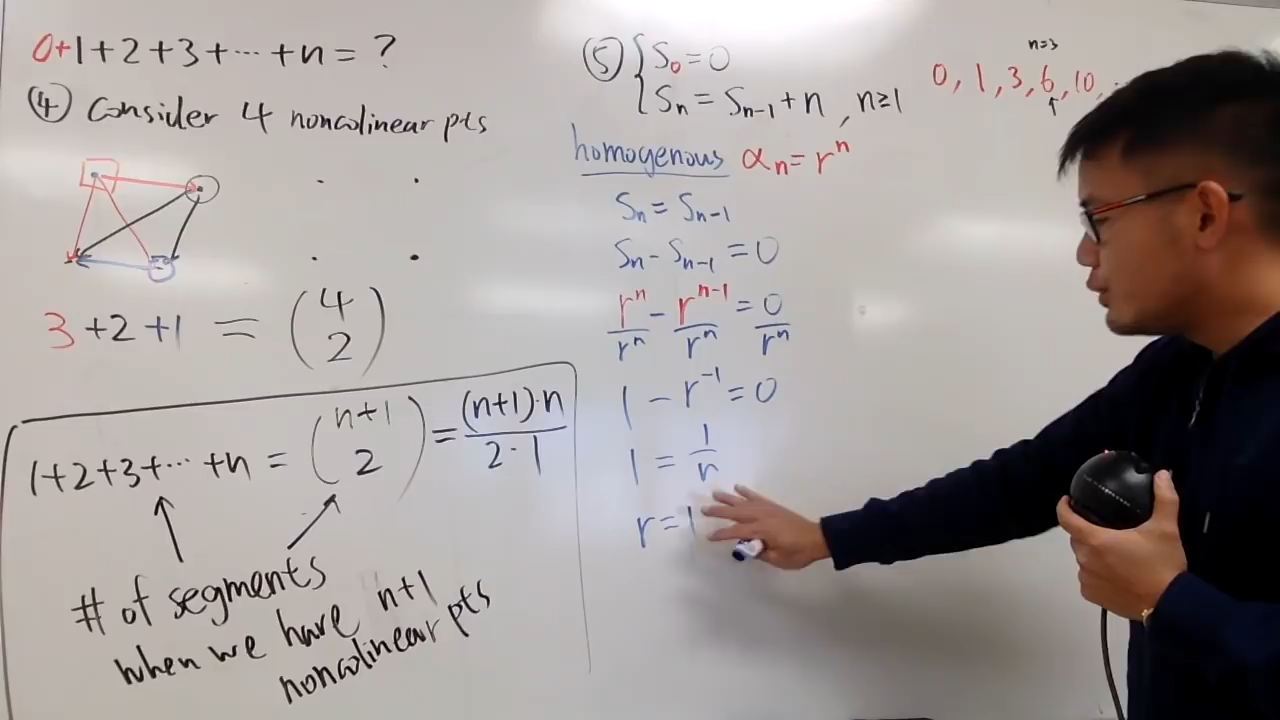 0+1+2+3+⋯+n=?
④ Consider 4 noncolinear pts
3+2+1 = (4 2)
1+2+3+⋯+n = (n+1 2) = (n+1)·n / 2·1
# of segments
when we have n+1
noncolinear pts
⑤ { S₀=0
Sₙ = Sₙ₋₁+n, n≥1
homogenous αₙ=rⁿ
Sₙ = Sₙ₋₁
Sₙ - Sₙ₋₁ = 0
rⁿ/rⁿ - rⁿ⁻¹/rⁿ = 0/rⁿ
1 - r⁻¹ = 0
1 = 1/r
r=1
n=3
0, 1, 3, 6, 10, ..